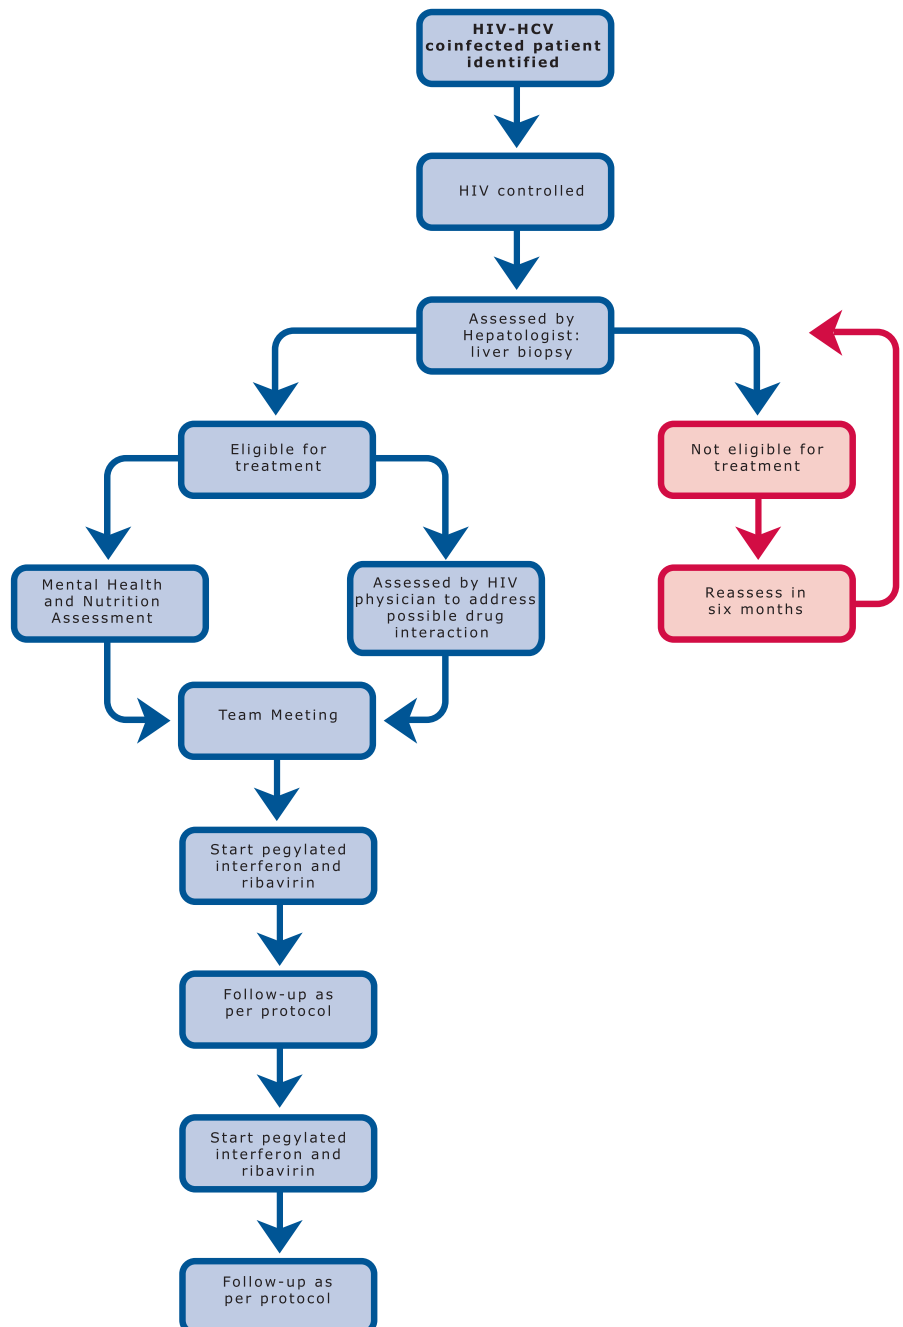 HIV-HCV
coinfected patient
identified
HIV controlled
Assessed by
Hepatologist:
liver biopsy
Eligible for
treatment
Not eligible for
treatment
Mental Health
and Nutrition
Assessment
Assessed by HIV
physician to address
possible drug
interaction
Reassess in
six months
Team Meeting
Start pegylated
interferon and
ribavirin
Follow-up as
per protocol
Start pegylated
interferon and
ribavirin
Follow-up as
per protocol